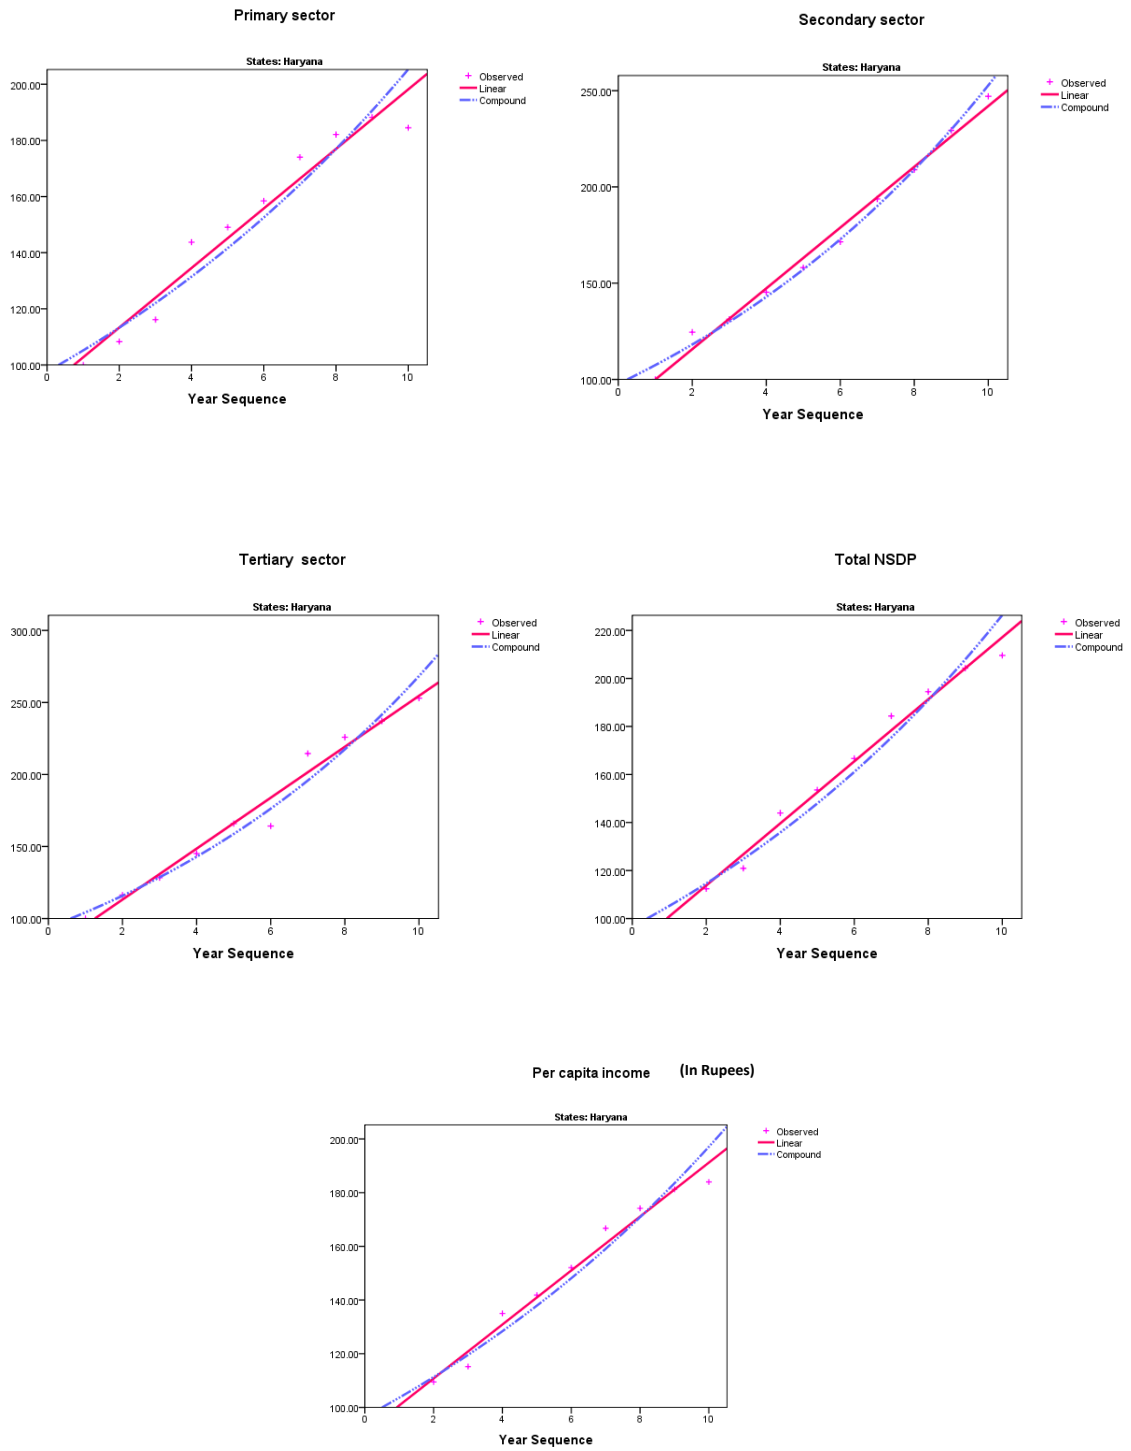 Primary sector
States: Haryana
200.00
180.00
160.00
140.00
120.00
100.00
0 2 4 6 8 10
Year Sequence
Observed
Linear
Compound
Secondary sector
States: Haryana
250.00
200.00
150.00
100.00
0 2 4 6 8 10
Year Sequence
Observed
Linear
Compound
Tertiary sector
States: Haryana
300.00
250.00
200.00
150.00
100.00
0 2 4 6 8 10
Year Sequence
Observed
Linear
Compound
Total NSDP
States: Haryana
220.00
200.00
180.00
160.00
140.00
120.00
100.00
0 2 4 6 8 10
Year Sequence
Observed
Linear
Compound
Per capita income (In Rupees)
States: Haryana
200.00
180.00
160.00
140.00
120.00
100.00
0 2 4 6 8 10
Year Sequence
Observed
Linear
Compound